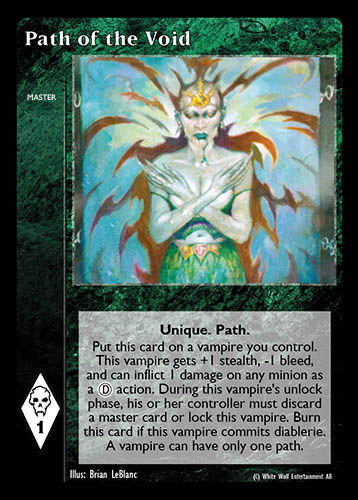 Path of the Void
MASTER
Unique. Path.
Put this card on a vampire you control.
This vampire gets +1 stealth, -1 bleed,
and can inflict 1 damage on any minion as
a Ⓓ action. During this vampire's unlock
phase, his or her controller must discard
a master card or lock this vampire. Burn
this card if this vampire commits diablerie.
A vampire can have only one path.
1
Illus: Brian LeBlanc
(C) White Wolf Entertainment AB